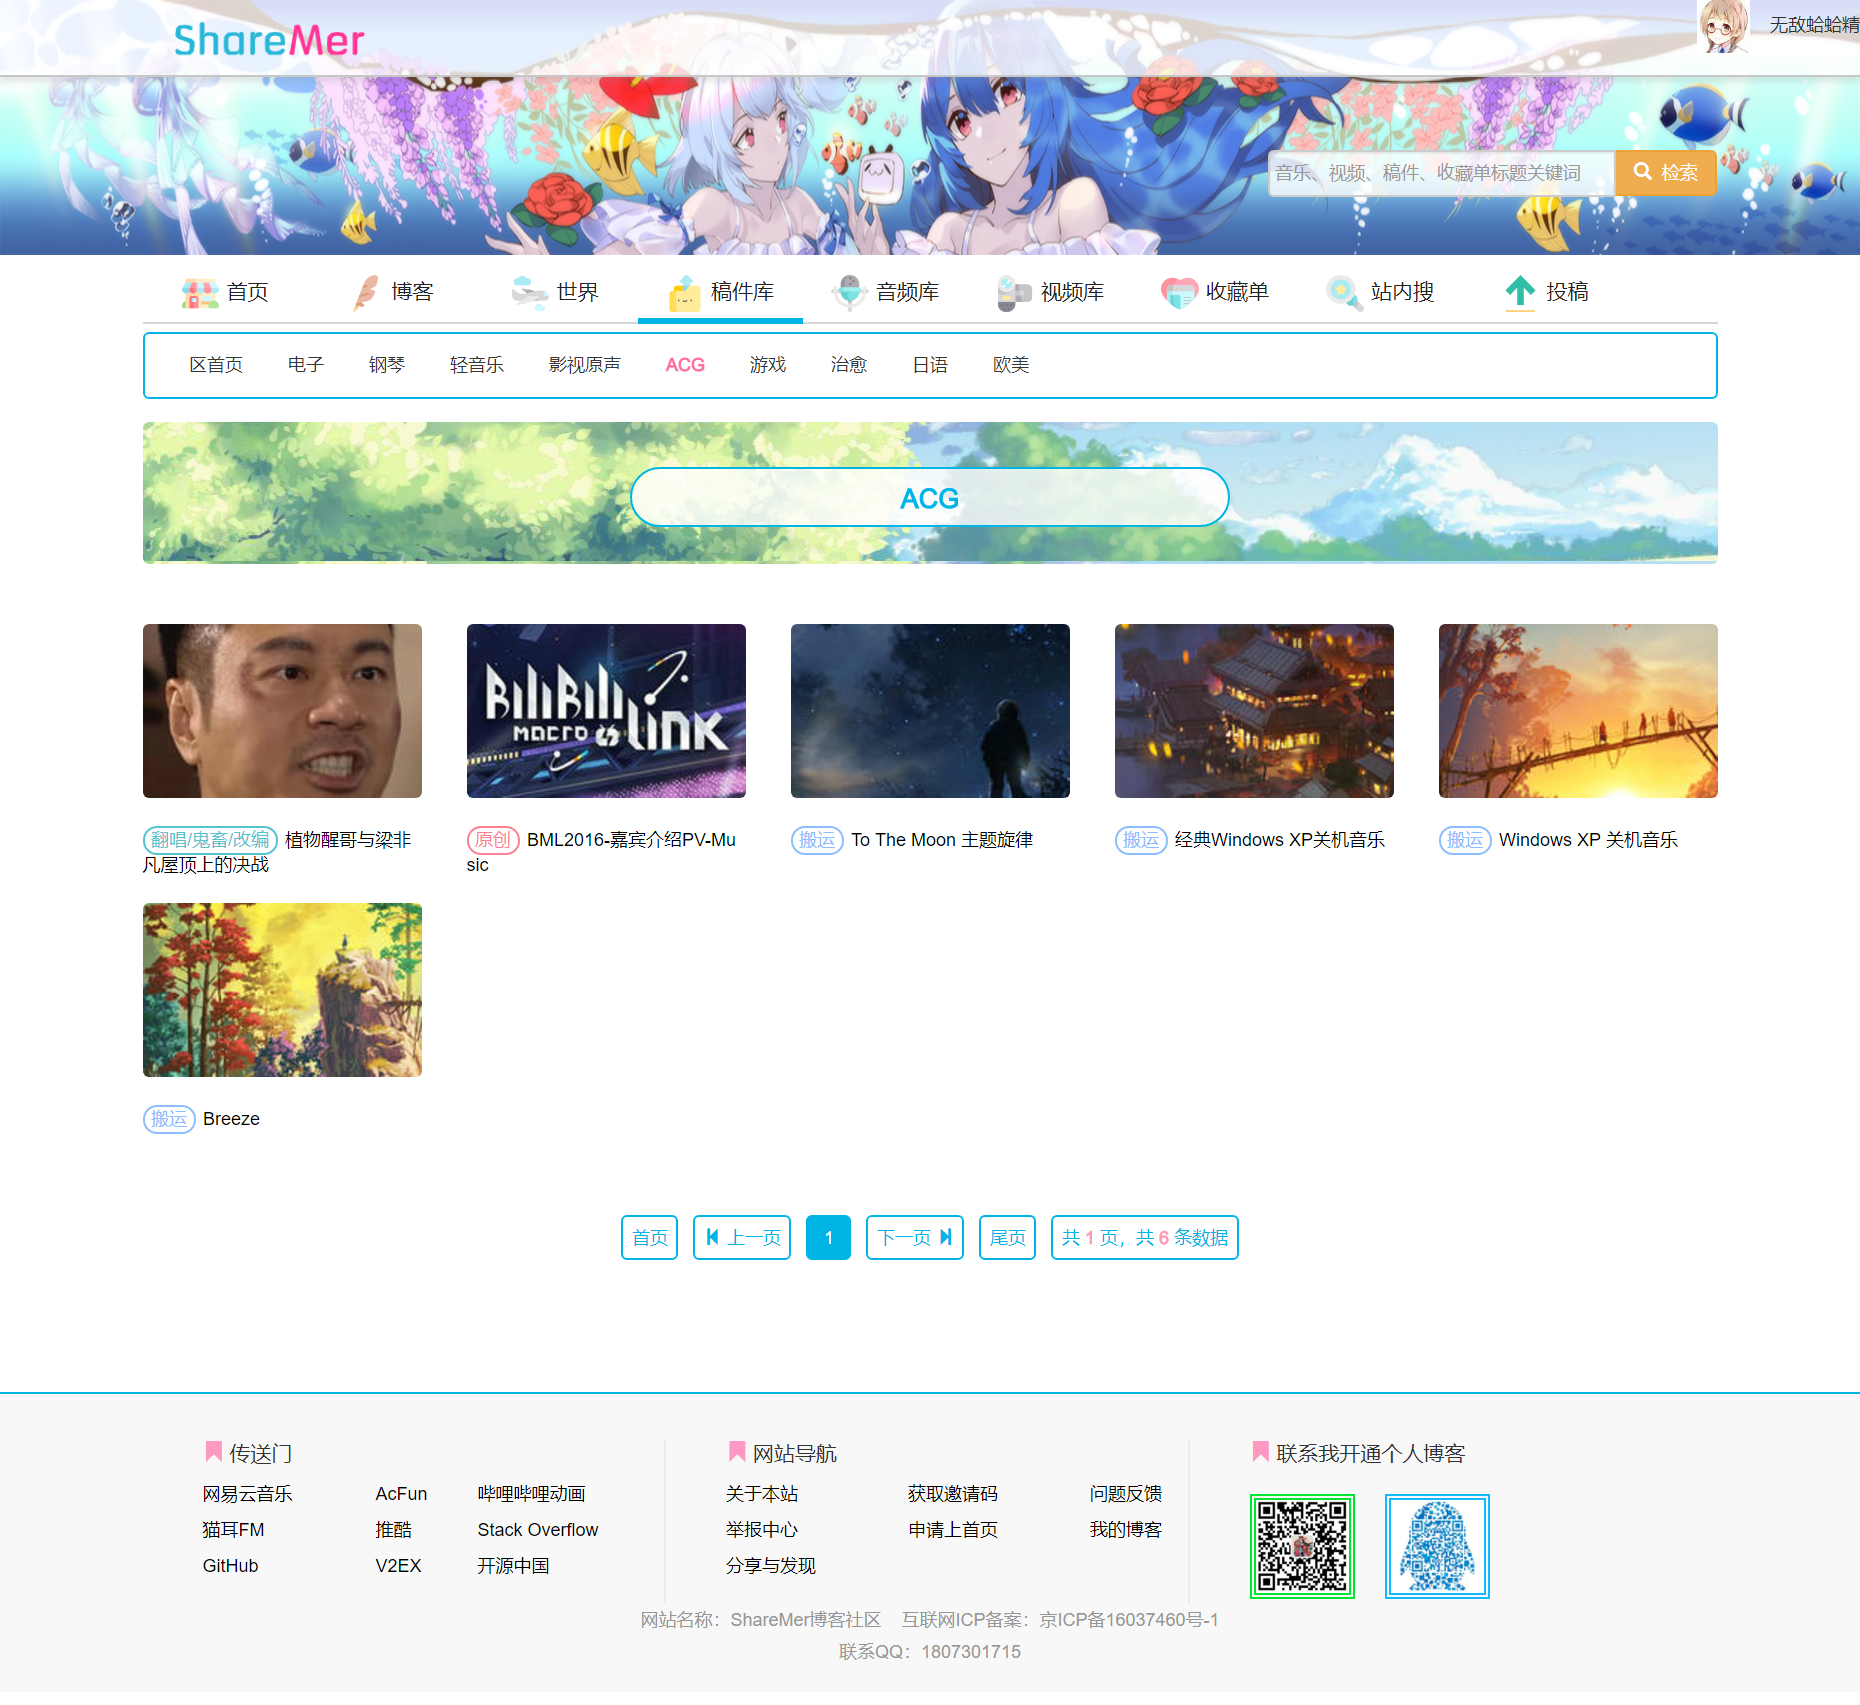 ShareMer
无敌蛤蛤精
音乐、视频、稿件、收藏单标题关键词 检索
首页 博客 世界 稿件库 音频库 视频库 收藏单 站内搜 投稿
区首页 电子 钢琴 轻音乐 影视原声 ACG 游戏 治愈 日语 欧美
ACG
BiliBili
macro link
翻唱/鬼畜/改编 植物醒哥与梁非
凡屋顶上的决战
原创 BML2016-嘉宾介绍PV-Mu
sic
搬运 To The Moon 主题旋律
搬运 经典Windows XP关机音乐
搬运 Windows XP 关机音乐
搬运 Breeze
首页 上一页 1 下一页 尾页 共 1 页，共 6 条数据
传送门
网易云音乐 AcFun 哔哩哔哩动画
猫耳FM 推酷 Stack Overflow
GitHub V2EX 开源中国
网站导航
关于本站 获取邀请码 问题反馈
举报中心 申请上首页 我的博客
分享与发现
联系我开通个人博客
网站名称：ShareMer博客社区 互联网ICP备案：京ICP备16037460号-1
联系QQ：1807301715